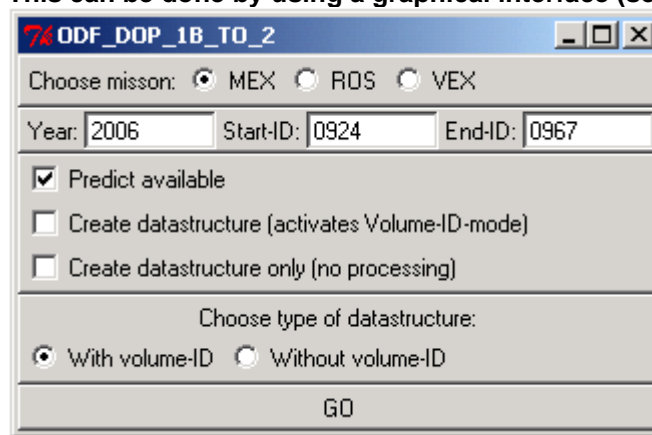 This can be done by using a graphical interface (se
ODF_DOP_1B_TO_2
Choose misson: MEX ROS VEX
Year: 2006 Start-ID: 0924 End-ID: 0967
Predict available
Create datastructure (activates Volume-ID-mode)
Create datastructure only (no processing)
Choose type of datastructure:
With volume-ID Without volume-ID
GO